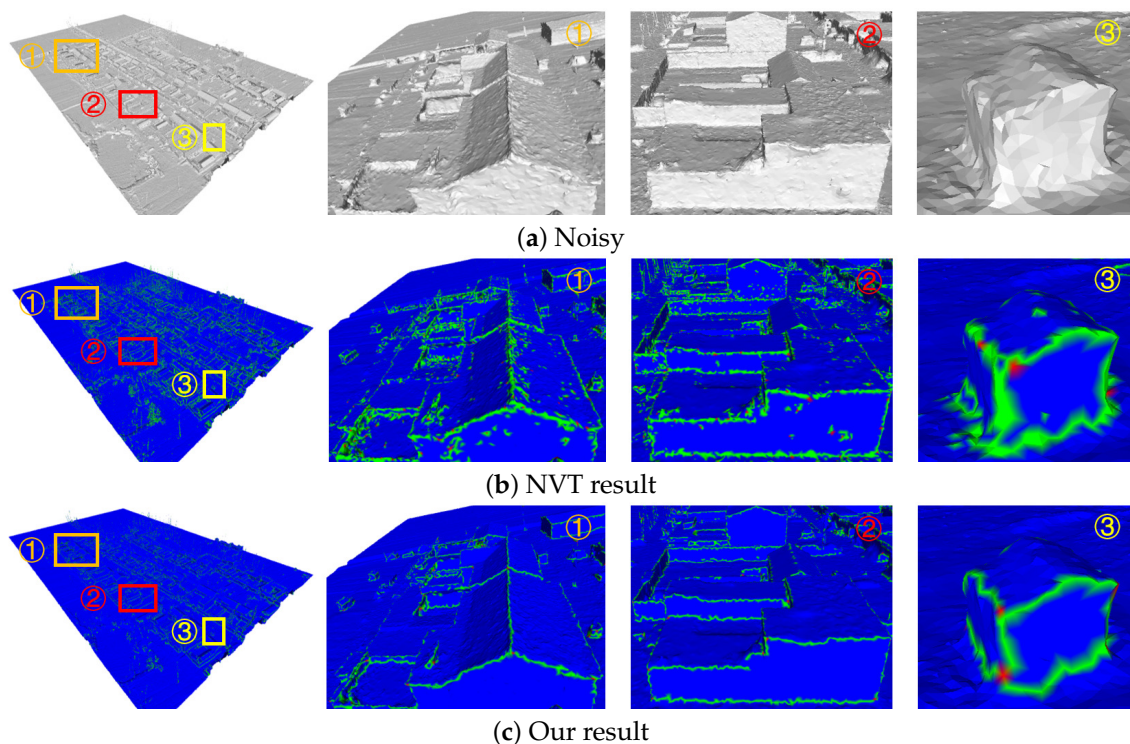 ① ① ② ③
②
③
(a) Noisy
① ① ② ③
②
③
(b) NVT result
① ① ② ③
②
③
(c) Our result